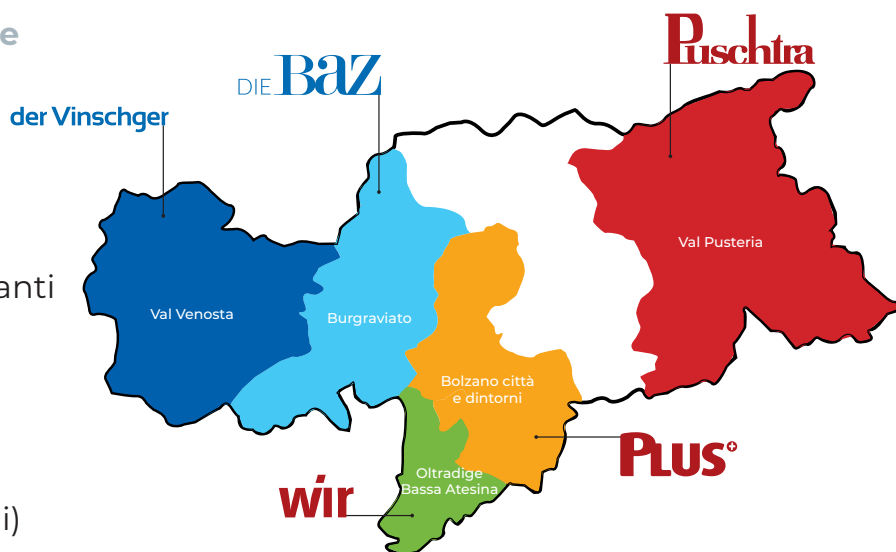 e
Puschtra
DIE BaZ
der Vinschger
Val Pusteria
anti
Val Venosta
Burgraviato
Bolzano città
e dintorni
PLUS+
Oltradige
Bassa Atesina
wir
i)